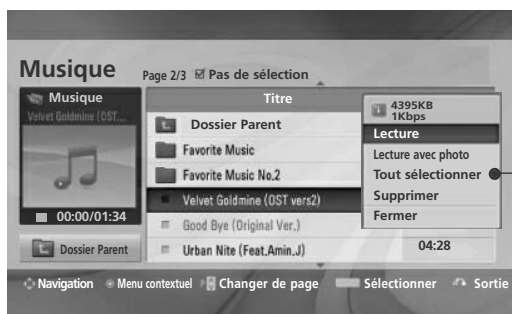 Musique
Page 2/3 Pas de sélection
Musique
Velvet Goldmine (OST...
00:00/01:34
Dossier Parent
Titre
Dossier Parent
Favorite Music
Favorite Music No.2
Velvet Goldmine (OST vers2)
Good Bye (Original Ver.)
Urban Nite (Feat.Amin.J)
04:28
4395KB
1Kbps
Lecture
Lecture avec photo
Tout sélectionner
Supprimer
Fermer
Navigation Menu contextuel Changer de page Sélectionner Sortie